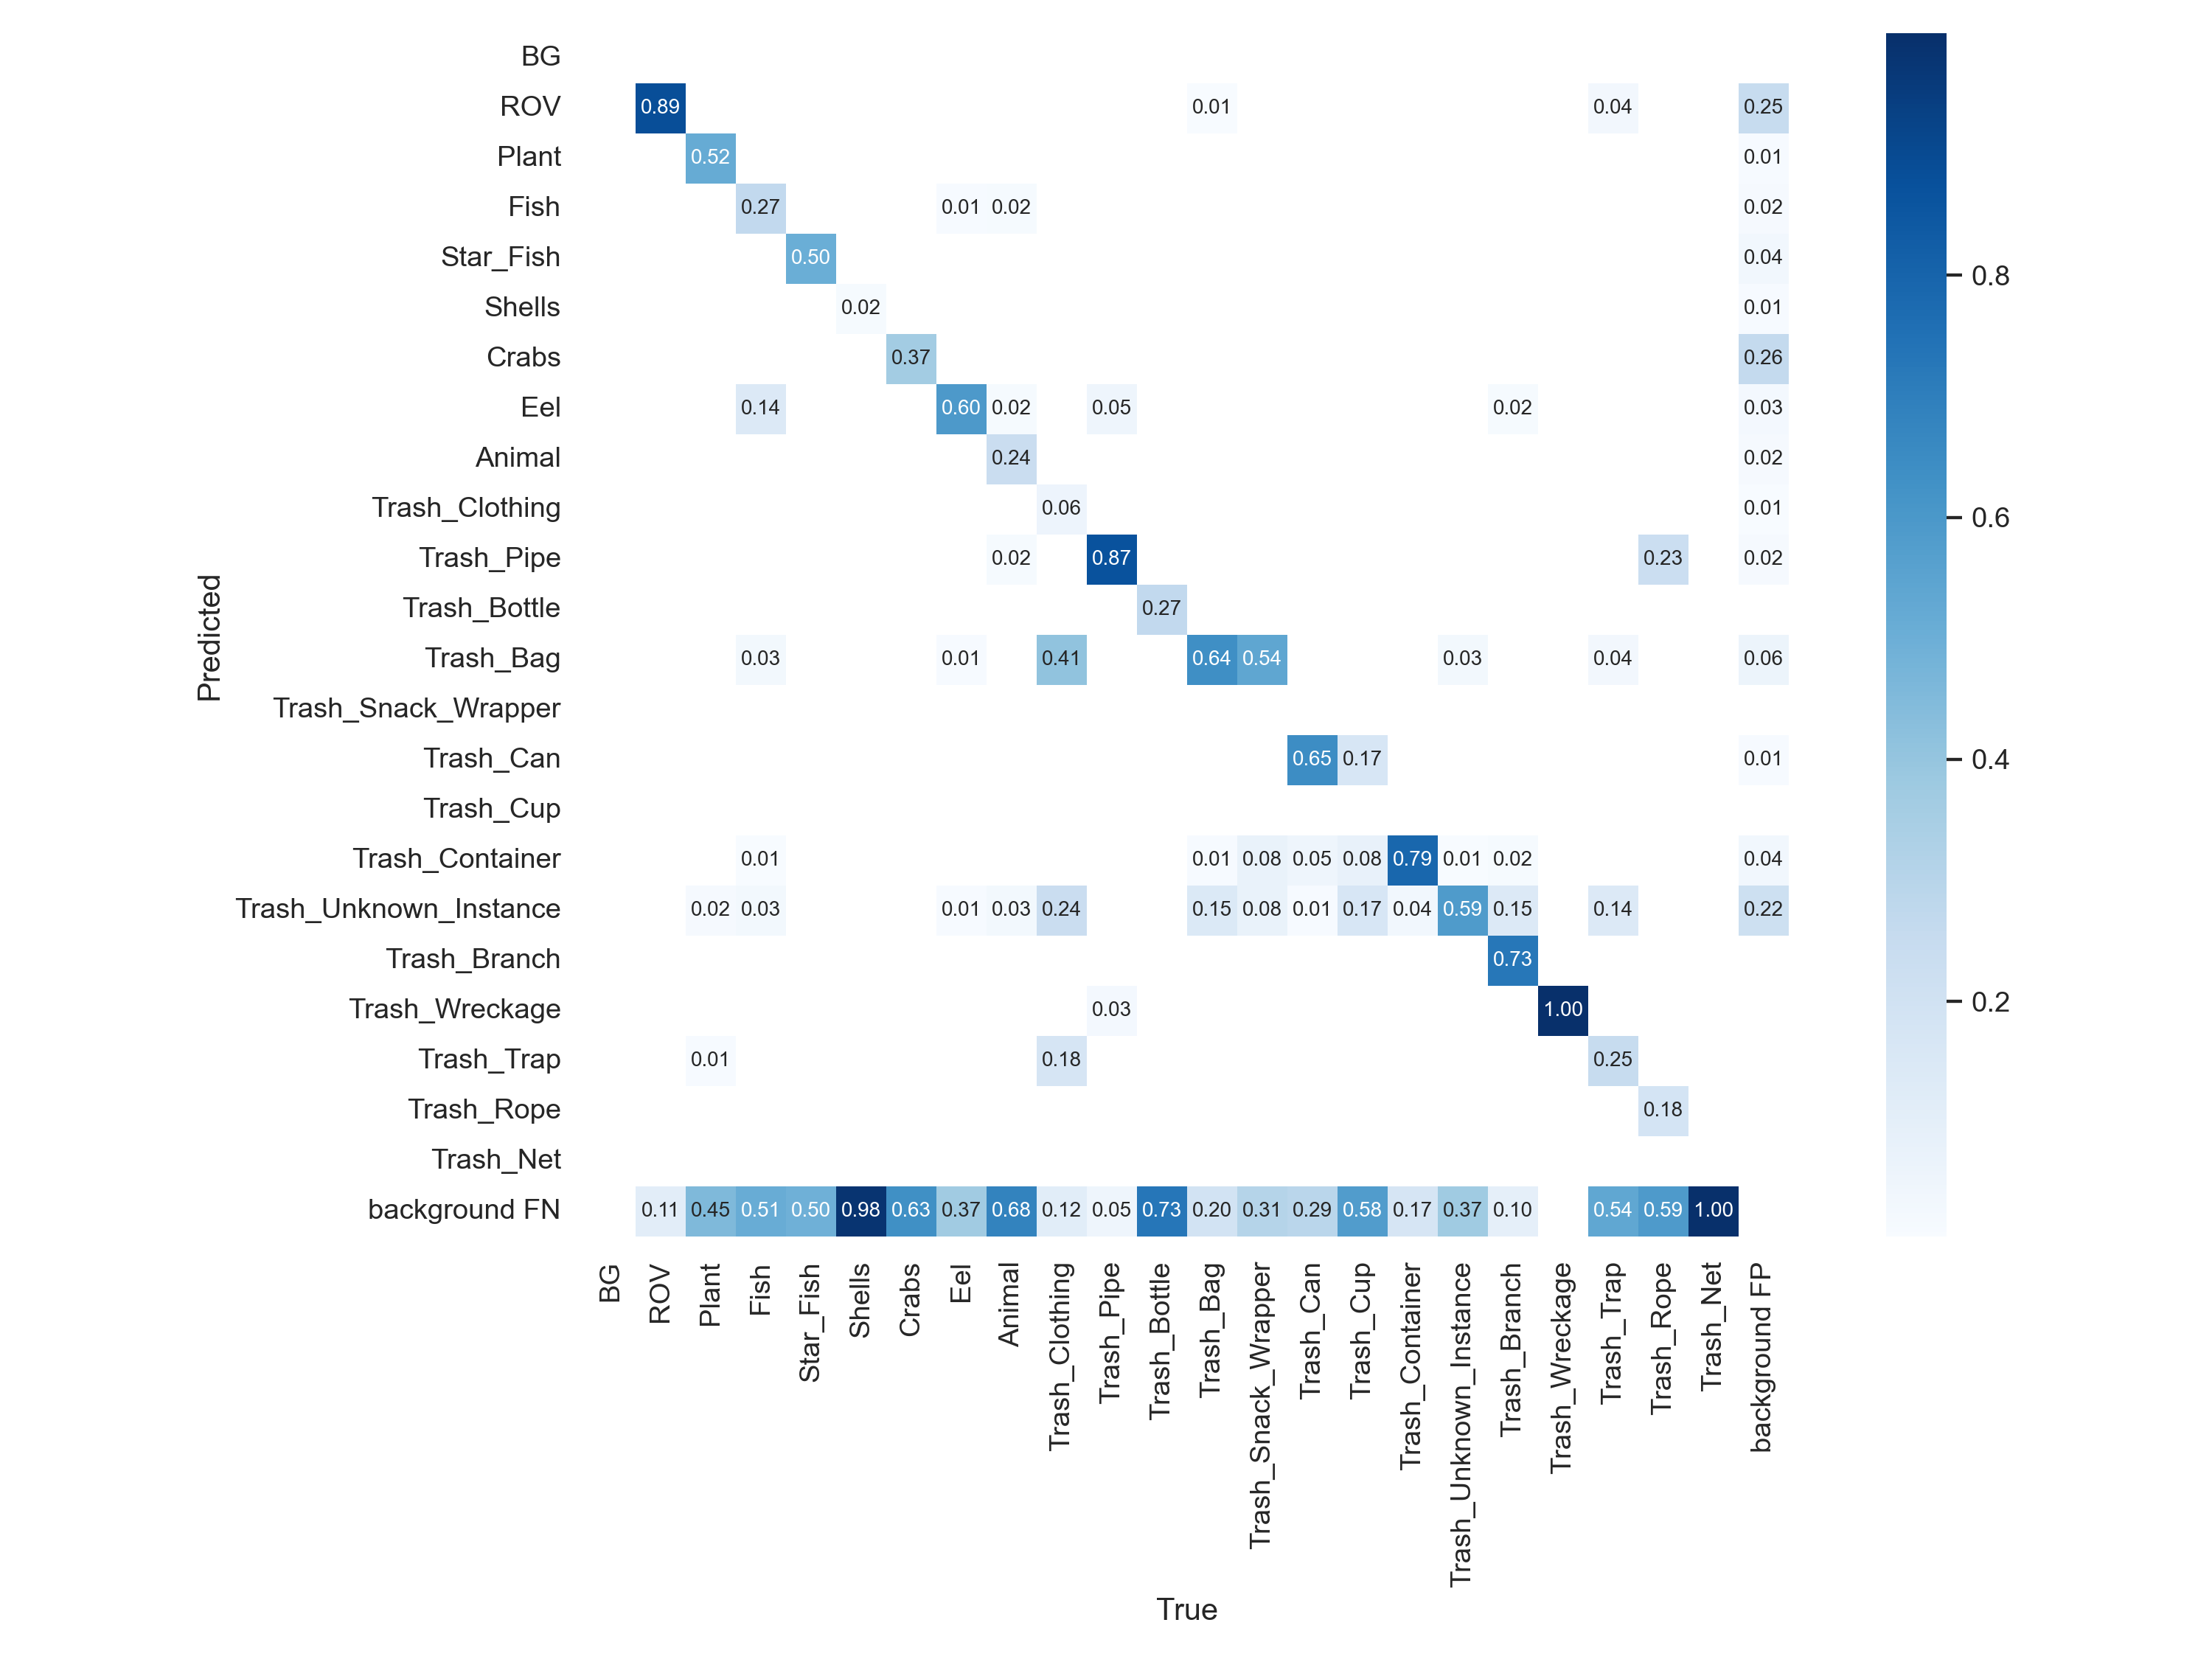 BG
ROV 0.89 0.01 0.04 0.25
Plant 0.52 0.01
Fish 0.27 0.01 0.02 0.02
Star_Fish 0.50 0.04
Shells 0.02 0.01
Crabs 0.37 0.26
Eel 0.14 0.60 0.02 0.05 0.02 0.03
Animal 0.24 0.02
Trash_Clothing 0.06 0.01
Trash_Pipe 0.02 0.87 0.23 0.02
Trash_Bottle 0.27
Trash_Bag 0.03 0.01 0.41 0.64 0.54 0.03 0.04 0.06
Trash_Snack_Wrapper
Trash_Can 0.65 0.17 0.01
Trash_Cup
Trash_Container 0.01 0.01 0.08 0.05 0.08 0.79 0.01 0.02 0.04
Trash_Unknown_Instance 0.02 0.03 0.01 0.03 0.24 0.15 0.08 0.01 0.17 0.04 0.59 0.15 0.14 0.22
Trash_Branch 0.73
Trash_Wreckage 0.03 1.00
Trash_Trap 0.01 0.18 0.25
Trash_Rope 0.18
Trash_Net
background FN 0.11 0.45 0.51 0.50 0.98 0.63 0.37 0.68 0.12 0.05 0.73 0.20 0.31 0.29 0.58 0.17 0.37 0.10 0.54 0.59 1.00
Predicted
BG
ROV
Plant
Fish
Star_Fish
Shells
Crabs
Eel
Animal
Trash_Clothing
Trash_Pipe
Trash_Bottle
Trash_Bag
Trash_Snack_Wrapper
Trash_Can
Trash_Cup
Trash_Container
Trash_Unknown_Instance
Trash_Branch
Trash_Wreckage
Trash_Trap
Trash_Rope
Trash_Net
background FP
True
0.8
0.6
0.4
0.2